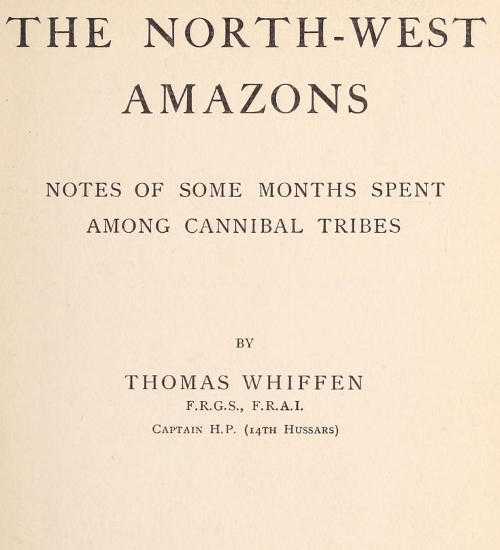 THE NORTH-WEST
AMAZONS
NOTES OF SOME MONTHS SPENT
AMONG CANNIBAL TRIBES
BY
THOMAS WHIFFEN
F.R.G.S., F.R.A.I.
Captain H.P. (14th Hussars)